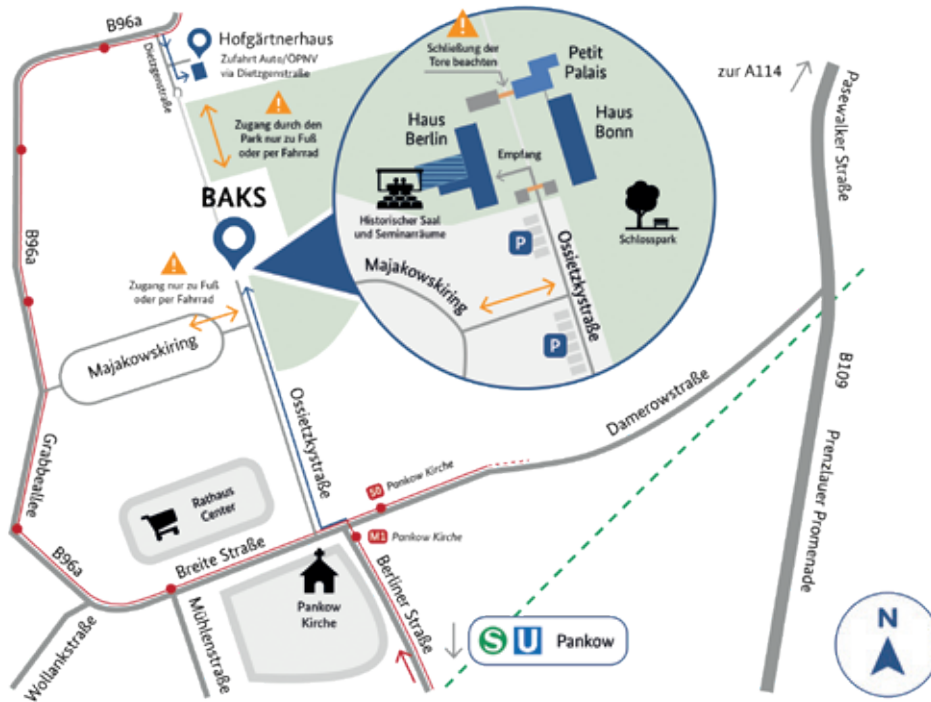 B96a
Dietzgenstraße
Hofgärtnerhaus
Zufahrt Auto/ÖPNV
via Dietzgenstraße
Zugang durch den
Park nur zu Fuß
oder per Fahrrad
BAKS
Zugang nur zu Fuß
oder per Fahrrad
Majakowskiring
B96a
Grabbeallee
B96a
Wollankstraße
Mühlenstraße
Breite Straße
Rathaus
Center
Ossietzkystraße
Pankow
Kirche
50 Pankow Kirche
M1 Pankow Kirche
Berliner Straße
S U Pankow
Damerowstraße
Schließung der
Tore beachten
Petit
Palais
Haus
Berlin
Haus
Bonn
Empfang
Historischer Saal
und Seminarräume
P
Schlosspark
Majakowskiring
Ossietzkystraße
P
zur A114
Pasewalker Straße
B109
Prenzlauer Promenade
N